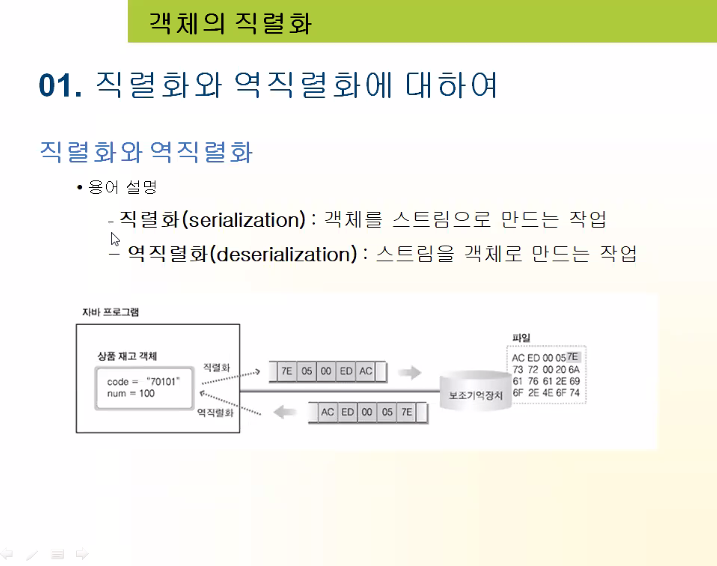 객체의 직렬화
01. 직렬화와 역직렬화에 대하여
직렬화와 역직렬화
• 용어 설명
– 직렬화(serialization) : 객체를 스트림으로 만드는 작업
– 역직렬화(deserialization) : 스트림을 객체로 만드는 작업
자바 프로그램
상품 재고 객체
code = “70101”
num = 100
직렬화
7E 05 00 ED AC
역직렬화
AC ED 00 05 7E
보조기억장치
파일
AC ED 00 05 7E
73 72 00 20 6A
61 76 61 2E 69
6F 2E 4E 6F 74